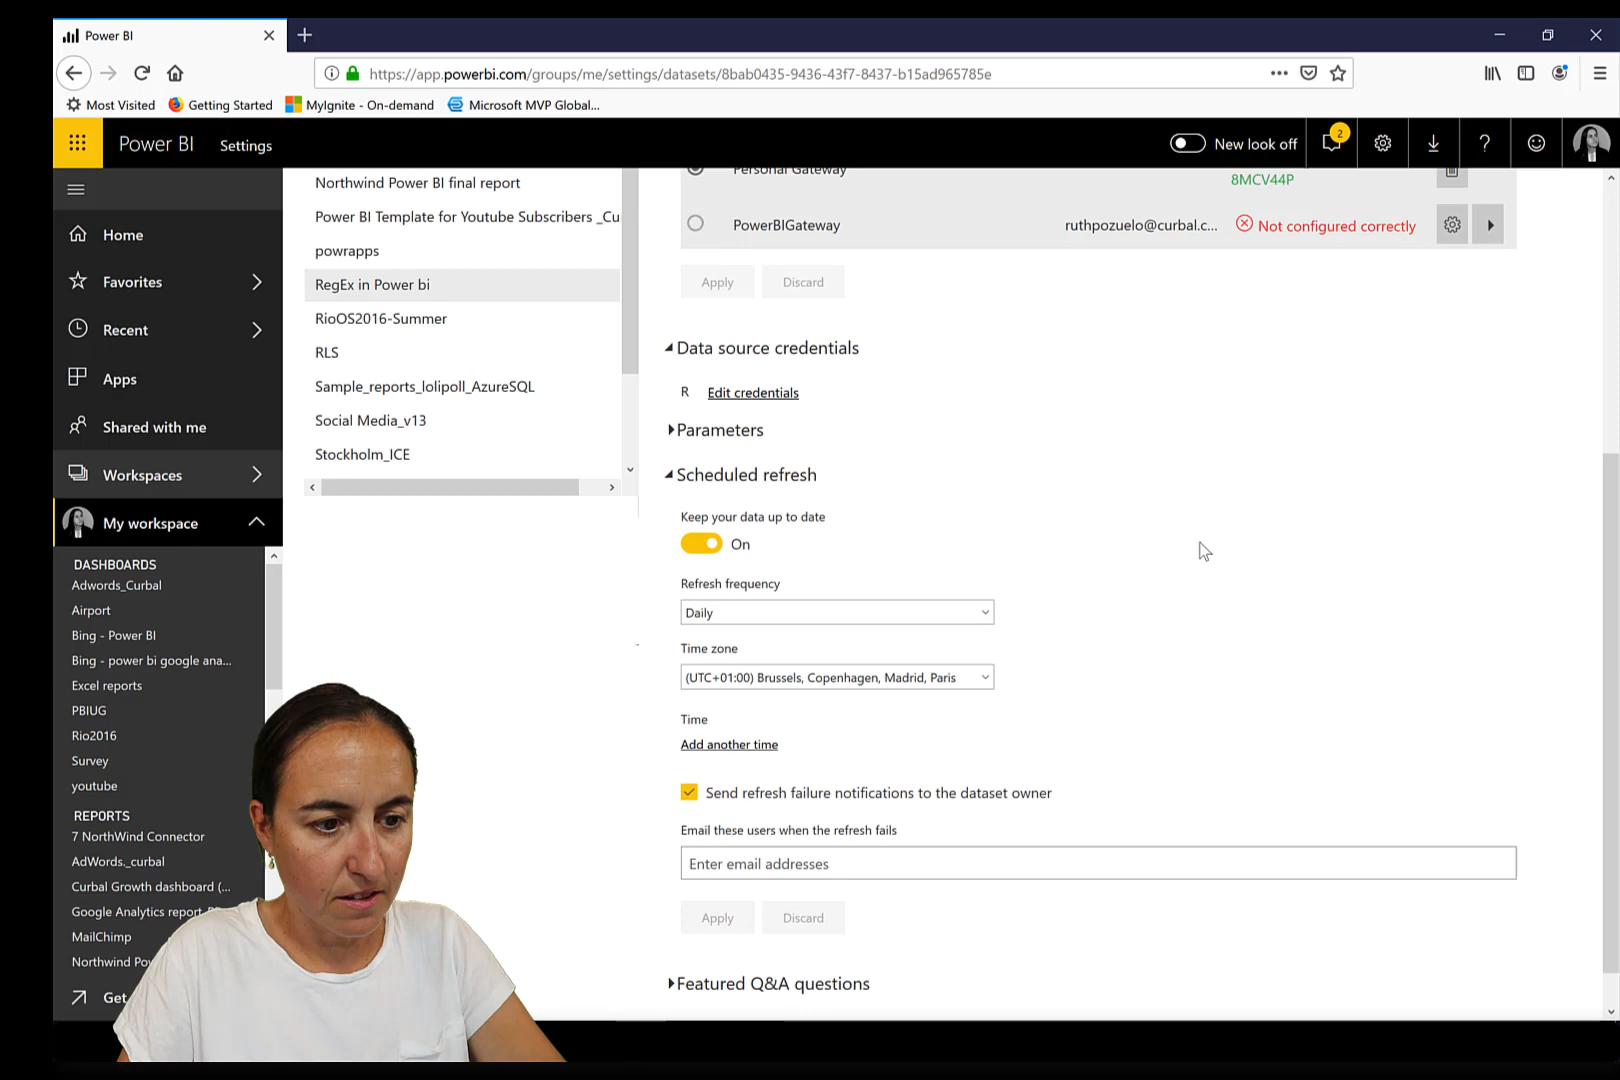 Power BI
https://app.powerbi.com/groups/me/settings/datasets/8bab0435-9436-43f7-8437-b15ad965785e
Most Visited Getting Started MyIgnite - On-demand Microsoft MVP Global...
Power BI Settings New look off 2
Home
Favorites
Recent
Apps
Shared with me
Workspaces
My workspace
DASHBOARDS
Adwords_Curbal
Airport
Bing - Power BI
Bing - power bi google ana...
Excel reports
PBIUG
Rio2016
Survey
youtube
REPORTS
7 NorthWind Connector
AdWords._curbal
Curbal Growth dashboard (...
Google Analytics report
MailChimp
Northwind
Get
Northwind Power BI final report
Power BI Template for Youtube Subscribers _Cu
powrapps
RegEx in Power bi
RioOS2016-Summer
RLS
Sample_reports_lolipoll_AzureSQL
Social Media_v13
Stockholm_ICE
Personal Gateway 8MCV44P
PowerBIGateway ruthpozuelo@curbal.c... Not configured correctly
Apply Discard
Data source credentials
R Edit credentials
Parameters
Scheduled refresh
Keep your data up to date
On
Refresh frequency
Daily
Time zone
(UTC+01:00) Brussels, Copenhagen, Madrid, Paris
Time
Add another time
Send refresh failure notifications to the dataset owner
Email these users when the refresh fails
Enter email addresses
Apply Discard
Featured Q&A questions